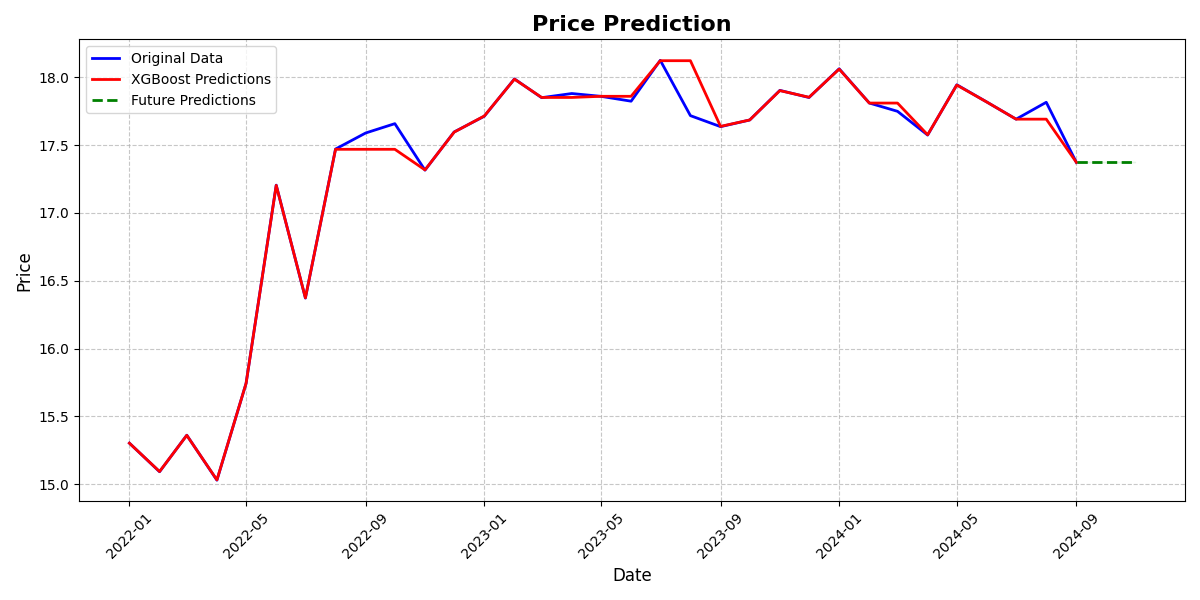 Price Prediction
Original Data
XGBoost Predictions
Future Predictions
Price
18.0
17.5
17.0
16.5
16.0
15.5
15.0
2022-01
2022-05
2022-09
2023-01
2023-05
2023-09
2024-01
2024-05
2024-09
Date